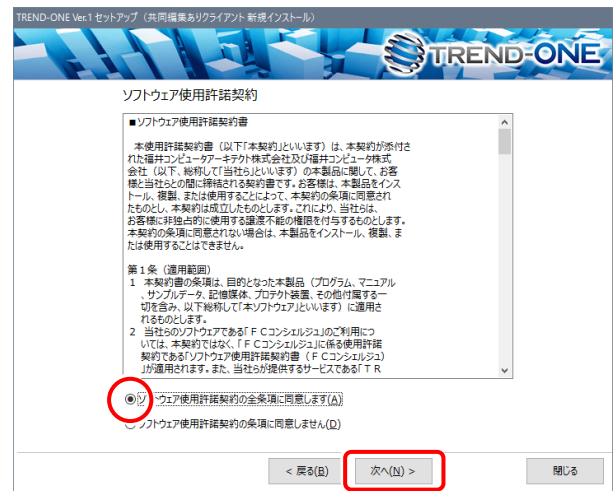 TREND-ONE Ver.1 セットアップ（共同編集ありクライアント 新規インストール）
TREND-ONE
ソフトウェア使用許諾契約
■ソフトウェア使用許諾契約書
本使用許諾契約書（以下「本契約」といいます）は、本契約が添付さ
れた福井コンピュータアーキテクト株式会社及び福井コンピュータ株式
会社（以下、総称して「当社ら」といいます）の本製品に関して、お客
様と当社らとの間に締結される契約書です。お客様は、本製品をインス
トール、複製、または使用することによって、本契約の条項に同意され
たものとし、本契約は成立したものとします。これにより、当社らは、
お客様に非独占的に使用する譲渡不能の権限を付与するものとします。
本契約の条項に同意されない場合は、本製品をインストール、複製、ま
たは使用することはできません。
第１条（適用範囲）
１ 本契約書の条項は、目的となった本製品（プログラム、マニュアル
、サンプルデータ、記憶媒体、プロテクト装置、その他付属する一
切を含み、以下総称して「本ソフトウェア」といいます）に適用さ
れるものとします。
２ 当社らのソフトウェアである「ＦＣコンシェルジュ」のご利用につ
いては、本契約ではなく、「ＦＣコンシェルジュ」に係る使用許諾
契約である「ソフトウェア使用許諾契約書（ＦＣコンシェルジュ）
」が適用されます。また、当社らが提供するサービスである「ＴＲ
ソフトウェア使用許諾契約の全条項に同意します(A)
ソフトウェア使用許諾契約の条項に同意しません(D)
< 戻る(B) 次へ(N) > 閉じる